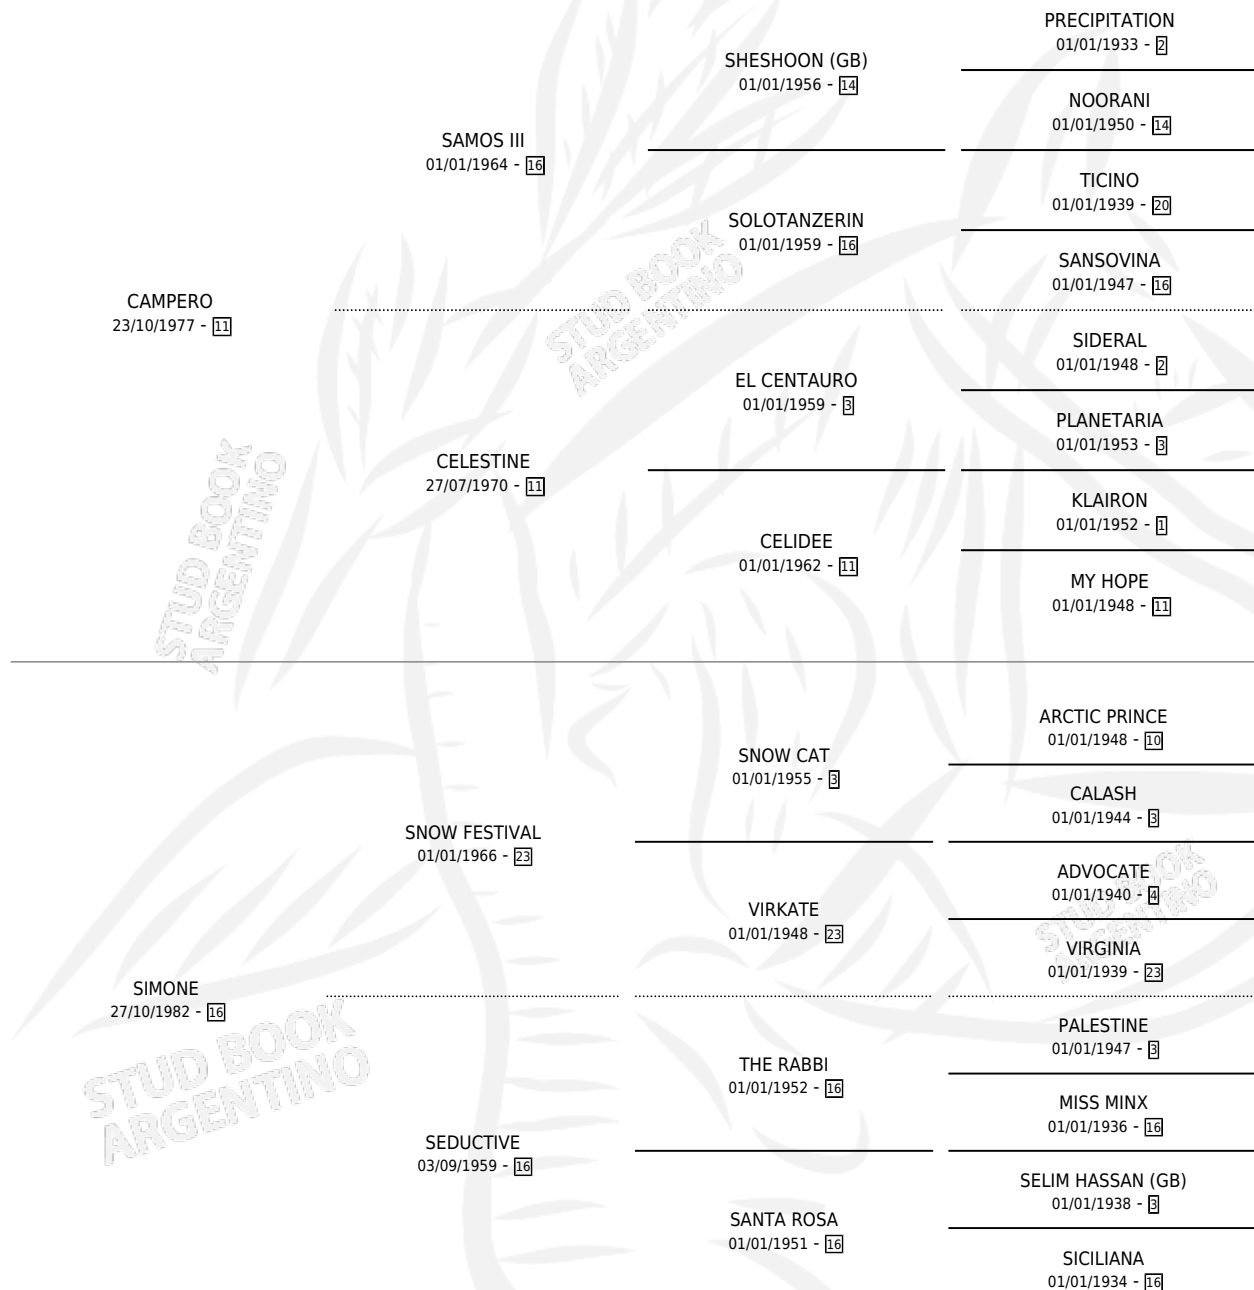 CAMPERO
23/10/1977 - 11
SAMOS III
01/01/1964 - 16
CELESTINE
27/07/1970 - 11
SHESHOON (GB)
01/01/1956 - 14
SOLOTANZERIN
01/01/1959 - 16
EL CENTAURO
01/01/1959 - 3
CELIDEE
01/01/1962 - 11
PRECIPITATION
01/01/1933 - 2
NOORANI
01/01/1950 - 14
TICINO
01/01/1939 - 20
SANSOVINA
01/01/1947 - 16
SIDERAL
01/01/1948 - 2
PLANETARIA
01/01/1953 - 3
KLAIRON
01/01/1952 - 1
MY HOPE
01/01/1948 - 11
SIMONE
27/10/1982 - 16
SNOW FESTIVAL
01/01/1966 - 23
SEDUCTIVE
03/09/1959 - 16
SNOW CAT
01/01/1955 - 3
VIRKATE
01/01/1948 - 23
THE RABBI
01/01/1952 - 16
SANTA ROSA
01/01/1951 - 16
ARCTIC PRINCE
01/01/1948 - 10
CALASH
01/01/1944 - 3
ADVOCATE
01/01/1940 - 4
VIRGINIA
01/01/1939 - 23
PALESTINE
01/01/1947 - 3
MISS MINX
01/01/1936 - 16
SELIM HASSAN (GB)
01/01/1938 - 3
SICILIANA
01/01/1934 - 16
STUD BOOK
ARGENTINO
STUD BOOK
ARGENTINO
STUD BOOK
ARGENTINO
STUD BOOK
ARGENTINO